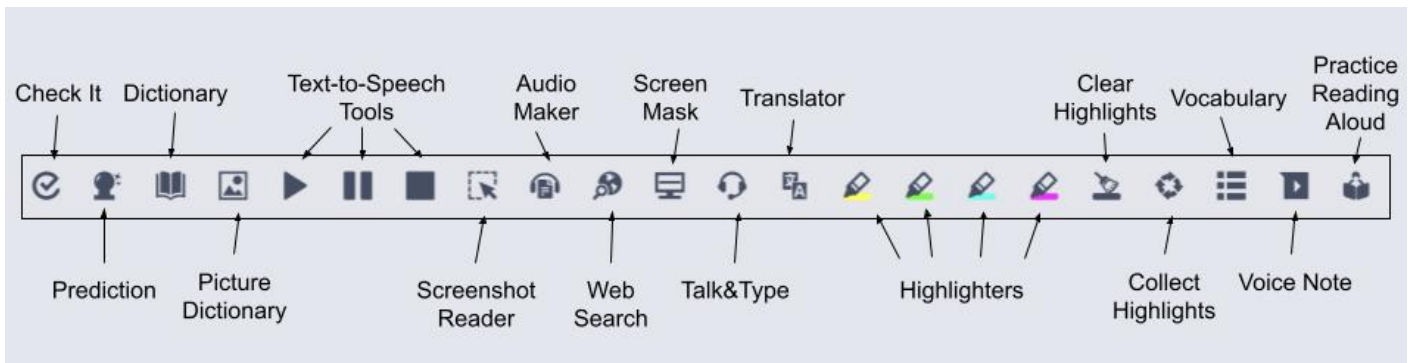 Check It
Dictionary
Text-to-Speech
Tools
Audio
Maker
Screen
Mask
Translator
Clear
Highlights
Vocabulary
Practice
Reading
Aloud
Prediction
Picture
Dictionary
Screenshot
Reader
Web
Search
Talk&Type
Highlighters
Collect
Highlights
Voice Note